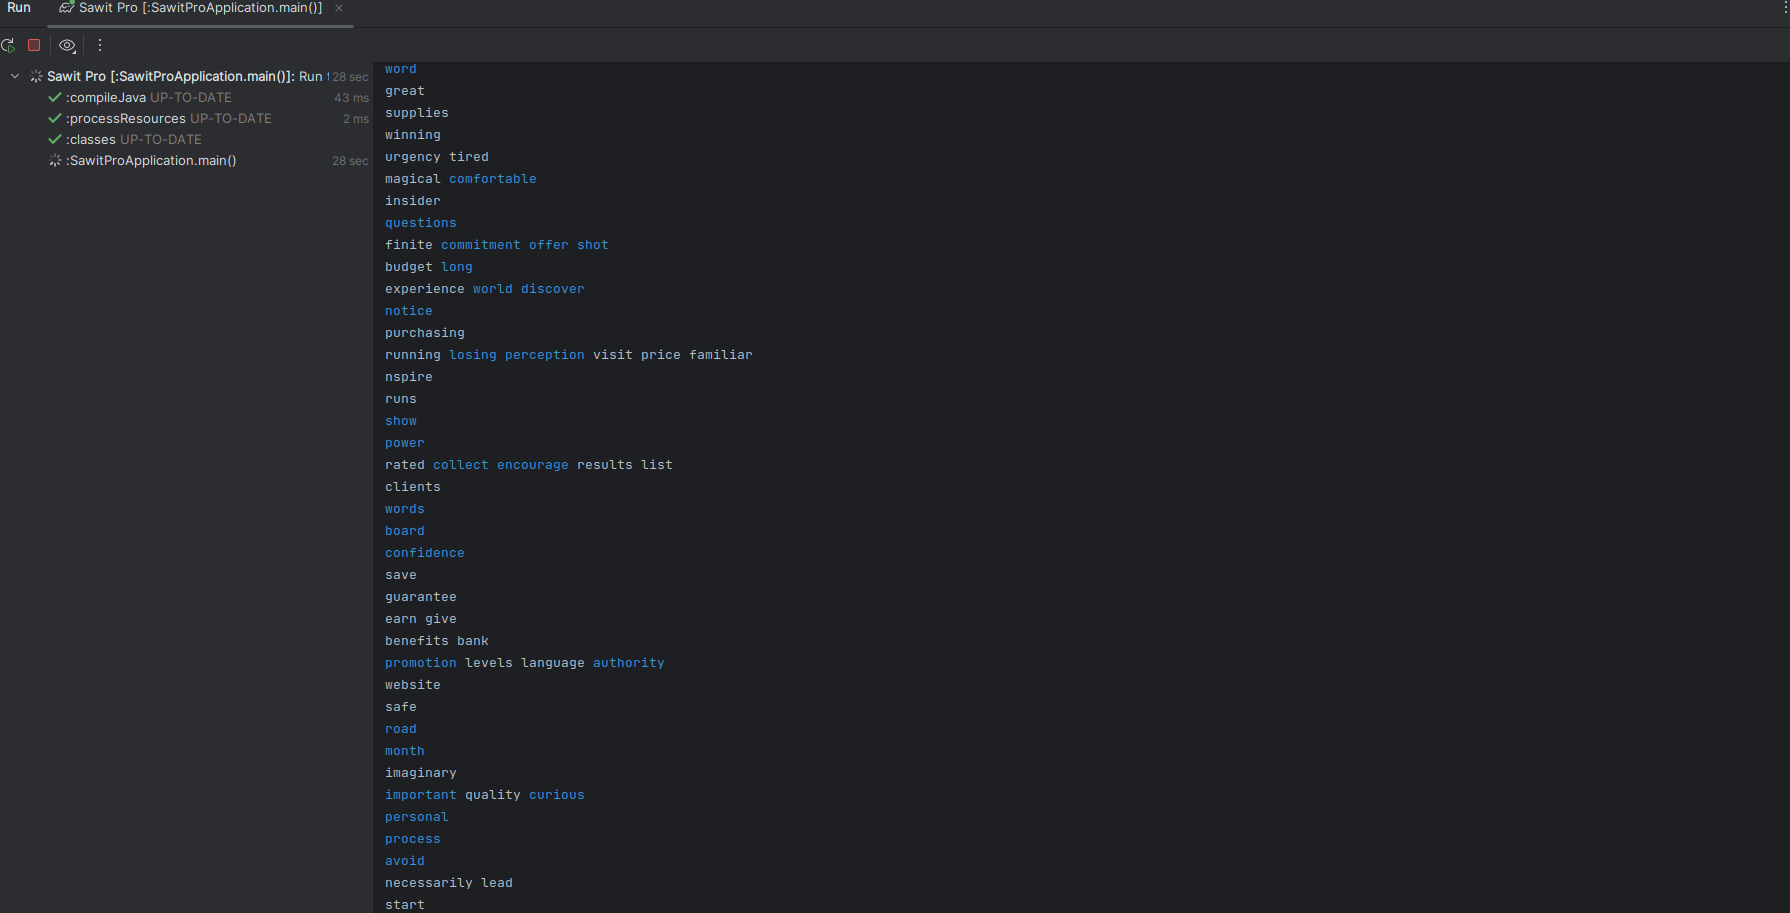 Run Sawit Pro [:SawitProApplication.main()]
Sawit Pro [:SawitProApplication.main()]: Run 28 sec
:compileJava UP-TO-DATE 43 ms
:processResources UP-TO-DATE 2 ms
:classes UP-TO-DATE
:SawitProApplication.main() 28 sec
word
great
supplies
winning
urgency tired
magical comfortable
insider
questions
finite commitment offer shot
budget long
experience world discover
notice
purchasing
running losing perception visit price familiar
nspire
runs
show
power
rated collect encourage results list
clients
words
board
confidence
save
guarantee
earn give
benefits bank
promotion levels language authority
website
safe
road
month
imaginary
important quality curious
personal
process
avoid
necessarily lead
start